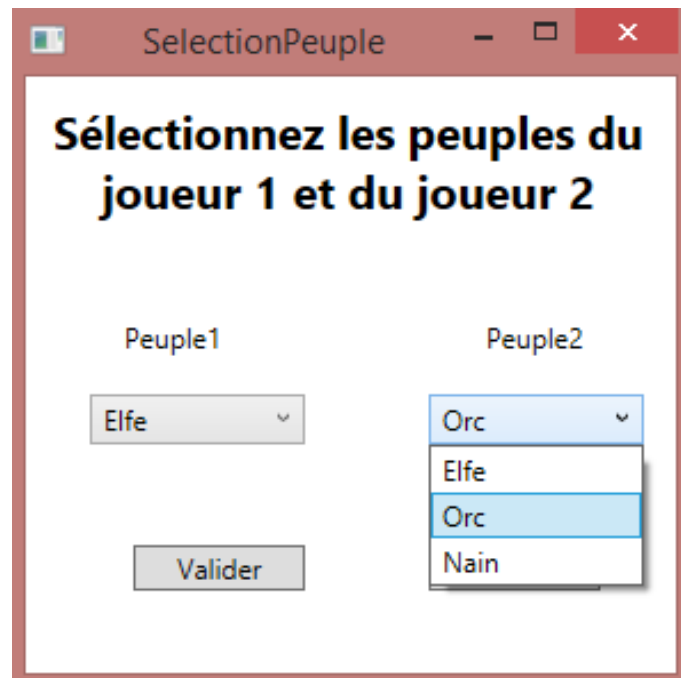 SelectionPeuple
Sélectionnez les peuples du
joueur 1 et du joueur 2
Peuple1
Peuple2
Elfe
Orc
Elfe
Orc
Nain
Valider